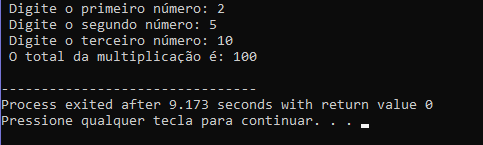 Digite o primeiro número: 2
Digite o segundo número: 5
Digite o terceiro número: 10
O total da multiplicação é: 100
--------------------------------
Process exited after 9.173 seconds with return value 0
Pressione qualquer tecla para continuar. . .